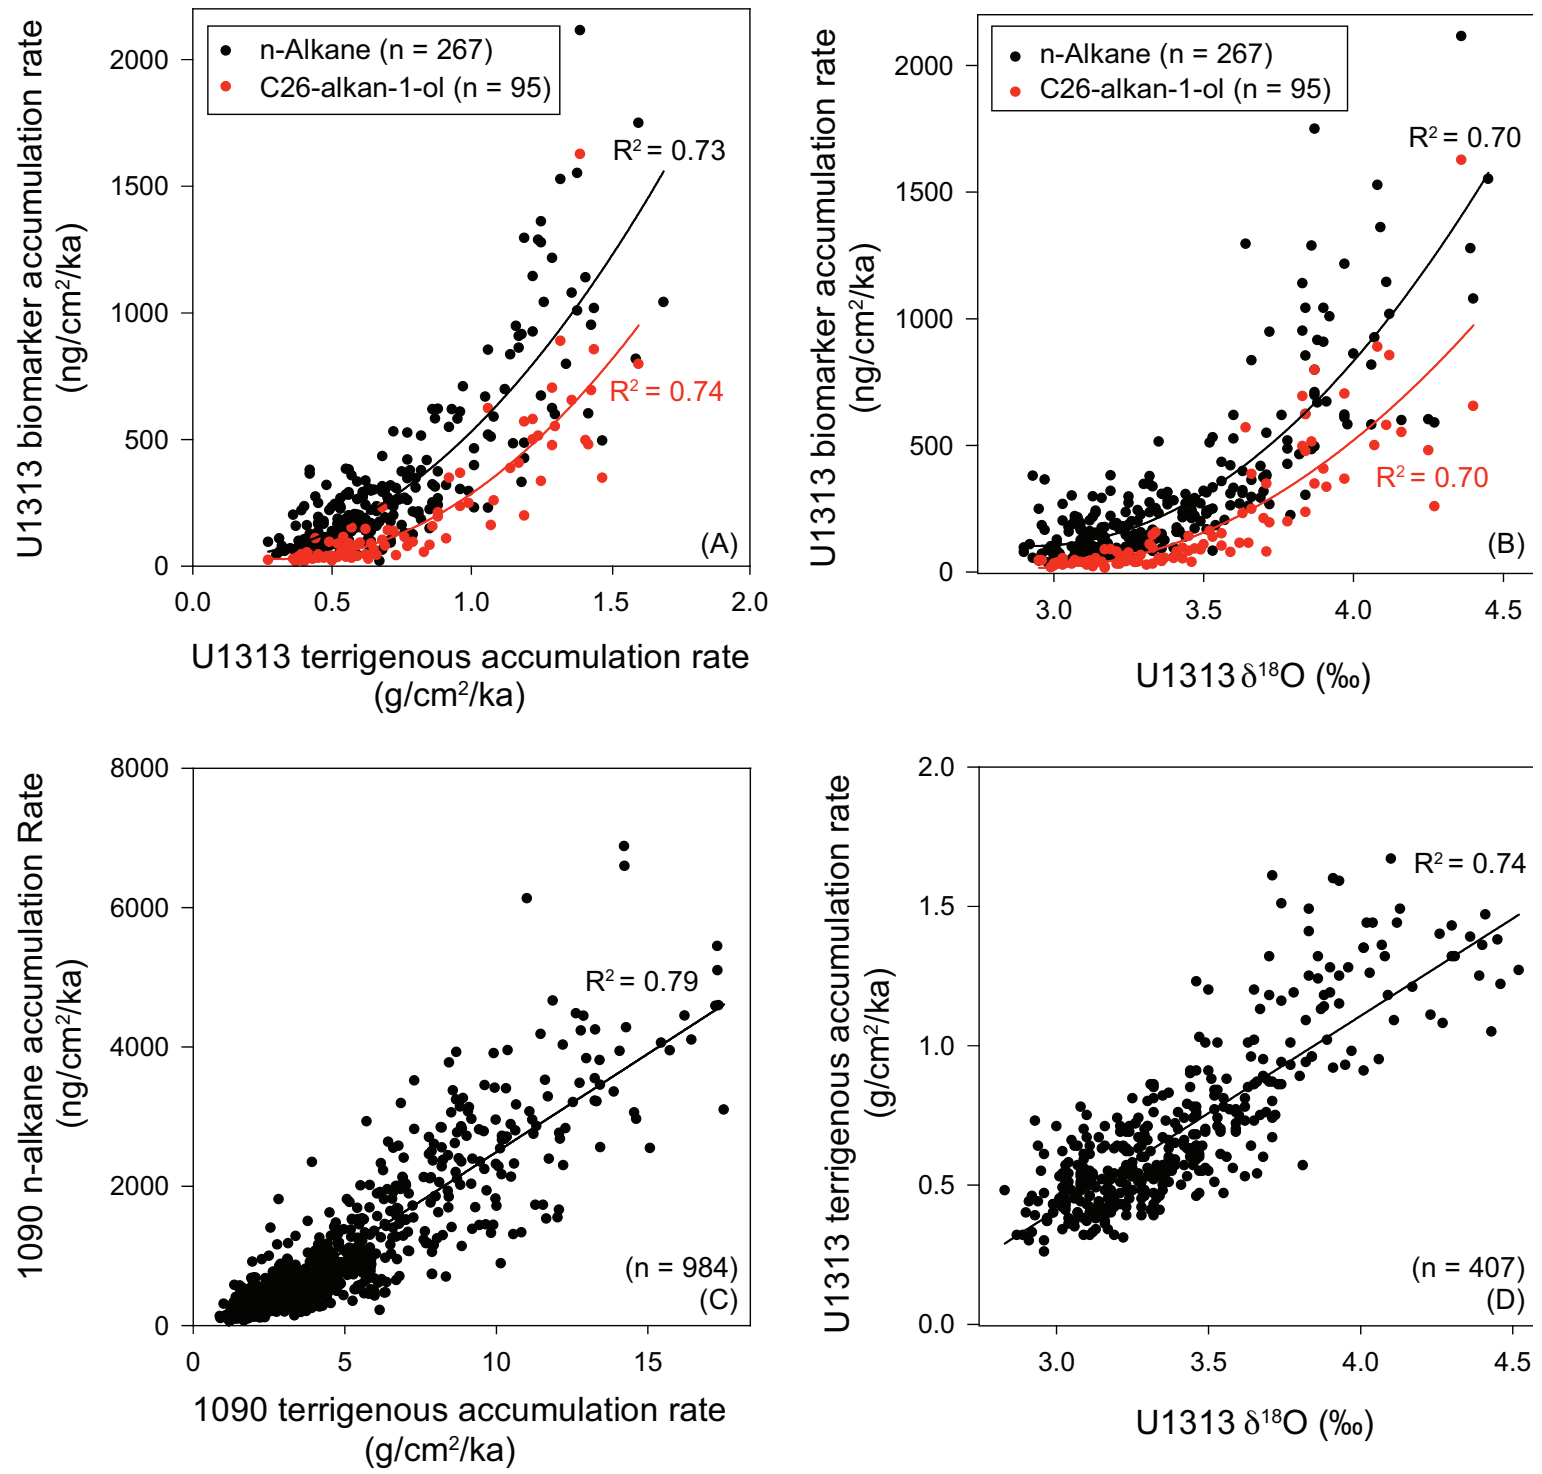 U1313 biomarker accumulation rate
(ng/cm²/ka)
2000
1500
1000
500
0
n-Alkane (n = 267)
C26-alkan-1-ol (n = 95)
R² = 0.73
R² = 0.74
(A)
0.0 0.5 1.0 1.5 2.0
U1313 terrigenous accumulation rate
(g/cm²/ka)
U1313 biomarker accumulation rate
(ng/cm²/ka)
2000
1500
1000
500
0
n-Alkane (n = 267)
C26-alkan-1-ol (n = 95)
R² = 0.70
R² = 0.70
(B)
3.0 3.5 4.0 4.5
U1313 δ¹⁸O (‰)
1090 n-alkane accumulation Rate
(ng/cm²/ka)
8000
6000
4000
2000
0
R² = 0.79
(n = 984)
(C)
0 5 10 15
1090 terrigenous accumulation rate
(g/cm²/ka)
U1313 terrigenous accumulation rate
(g/cm²/ka)
2.0
1.5
1.0
0.5
0.0
R² = 0.74
(n = 407)
(D)
3.0 3.5 4.0 4.5
U1313 δ¹⁸O (‰)